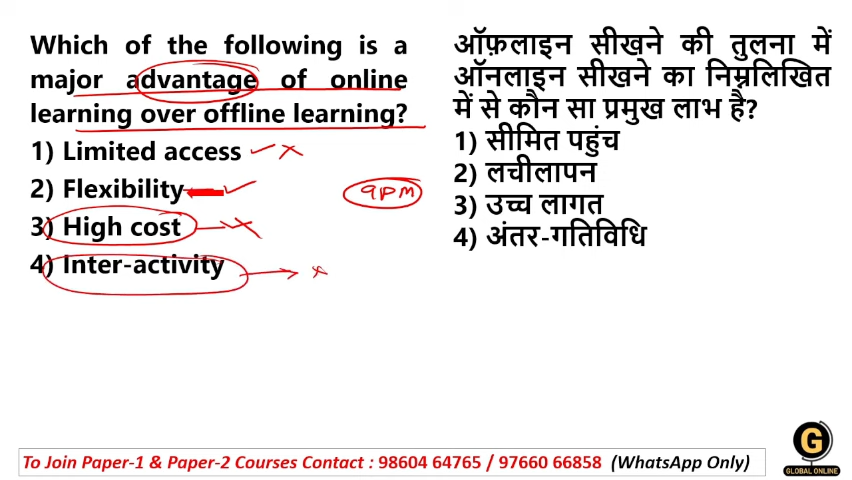 Which of the following is a
major advantage of online
learning over offline learning?
1) Limited access
2) Flexibility
3) High cost
4) Inter-activity
9PM
ऑफ़लाइन सीखने की तुलना में
ऑनलाइन सीखने का निम्नलिखित
में से कौन सा प्रमुख लाभ है?
1) सीमित पहुंच
2) लचीलापन
3) उच्च लागत
4) अंतर-गतिविधि
G
GLOBAL ONLINE
To Join Paper-1 & Paper-2 Courses Contact : 98604 64765 / 97660 66858 (WhatsApp Only)